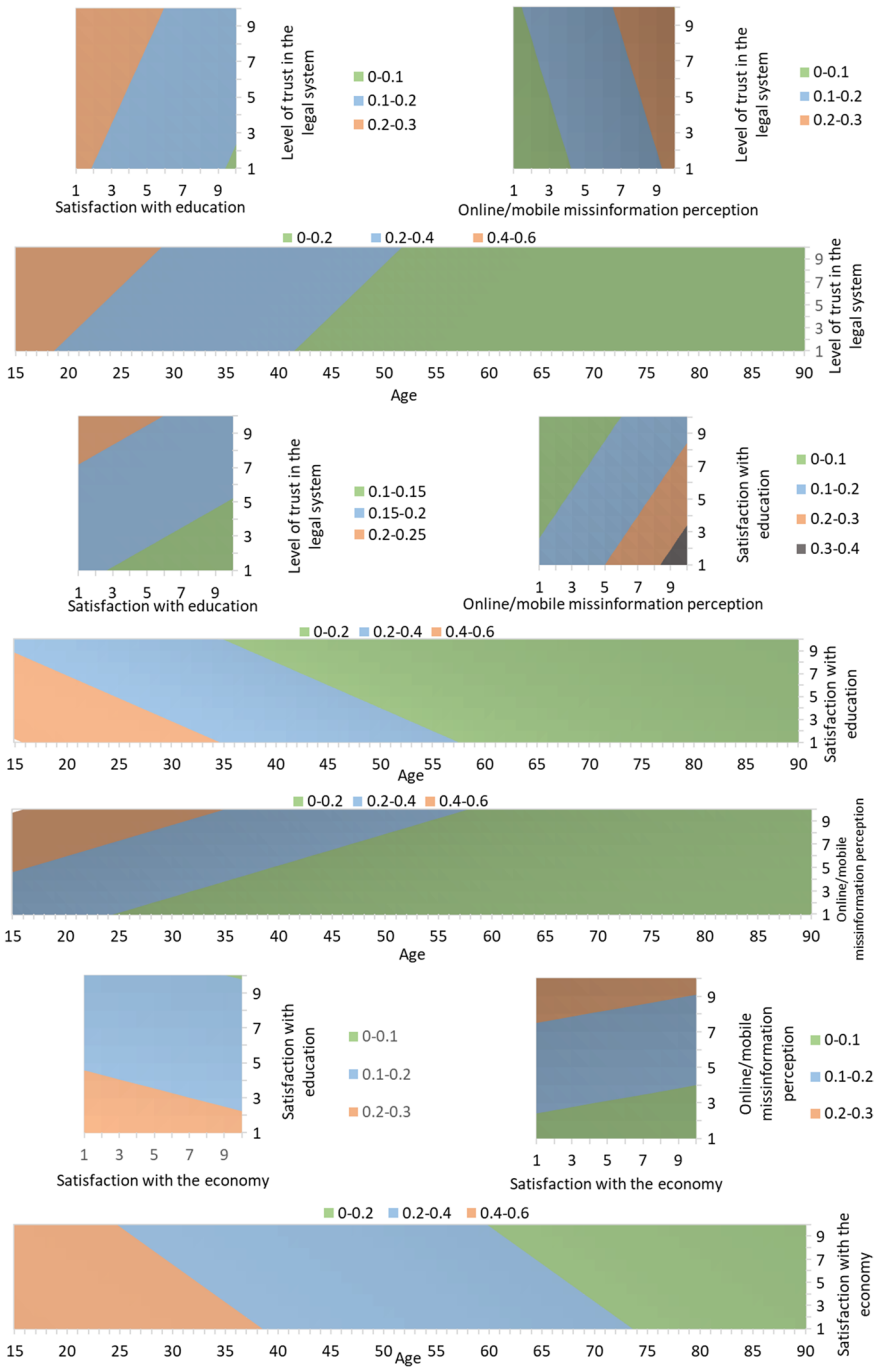 9
7
5
3
1
Level of trust in the
legal system
0-0.1
0.1-0.2
0.2-0.3
1 3 5 7 9
Satisfaction with education
9
7
5
3
1
Level of trust in the
legal system
0-0.1
0.1-0.2
0.2-0.3
1 3 5 7 9
Online/mobile missinformation perception
0-0.2 0.2-0.4 0.4-0.6
9
7
5
3
1
Level of trust in the
legal system
15 20 25 30 35 40 45 50 55 60 65 70 75 80 85 90
Age
9
7
5
3
1
Level of trust in the
legal system
0.1-0.15
0.15-0.2
0.2-0.25
1 3 5 7 9
Satisfaction with education
9
7
5
3
1
Satisfaction with
education
0-0.1
0.1-0.2
0.2-0.3
0.3-0.4
1 3 5 7 9
Online/mobile missinformation perception
0-0.2 0.2-0.4 0.4-0.6
9
7
5
3
1
Satisfaction with
education
15 20 25 30 35 40 45 50 55 60 65 70 75 80 85 90
Age
0-0.2 0.2-0.4 0.4-0.6
9
7
5
3
1
Online/mobile
missinformation perception
15 20 25 30 35 40 45 50 55 60 65 70 75 80 85 90
Age
9
7
5
3
1
Satisfaction with
education
0-0.1
0.1-0.2
0.2-0.3
1 3 5 7 9
Satisfaction with the economy
9
7
5
3
1
Online/mobile
missinformation
perception
0-0.1
0.1-0.2
0.2-0.3
1 3 5 7 9
Satisfaction with the economy
0-0.2 0.2-0.4 0.4-0.6
9
7
5
3
1
Satisfaction with the
economy
15 20 25 30 35 40 45 50 55 60 65 70 75 80 85 90
Age